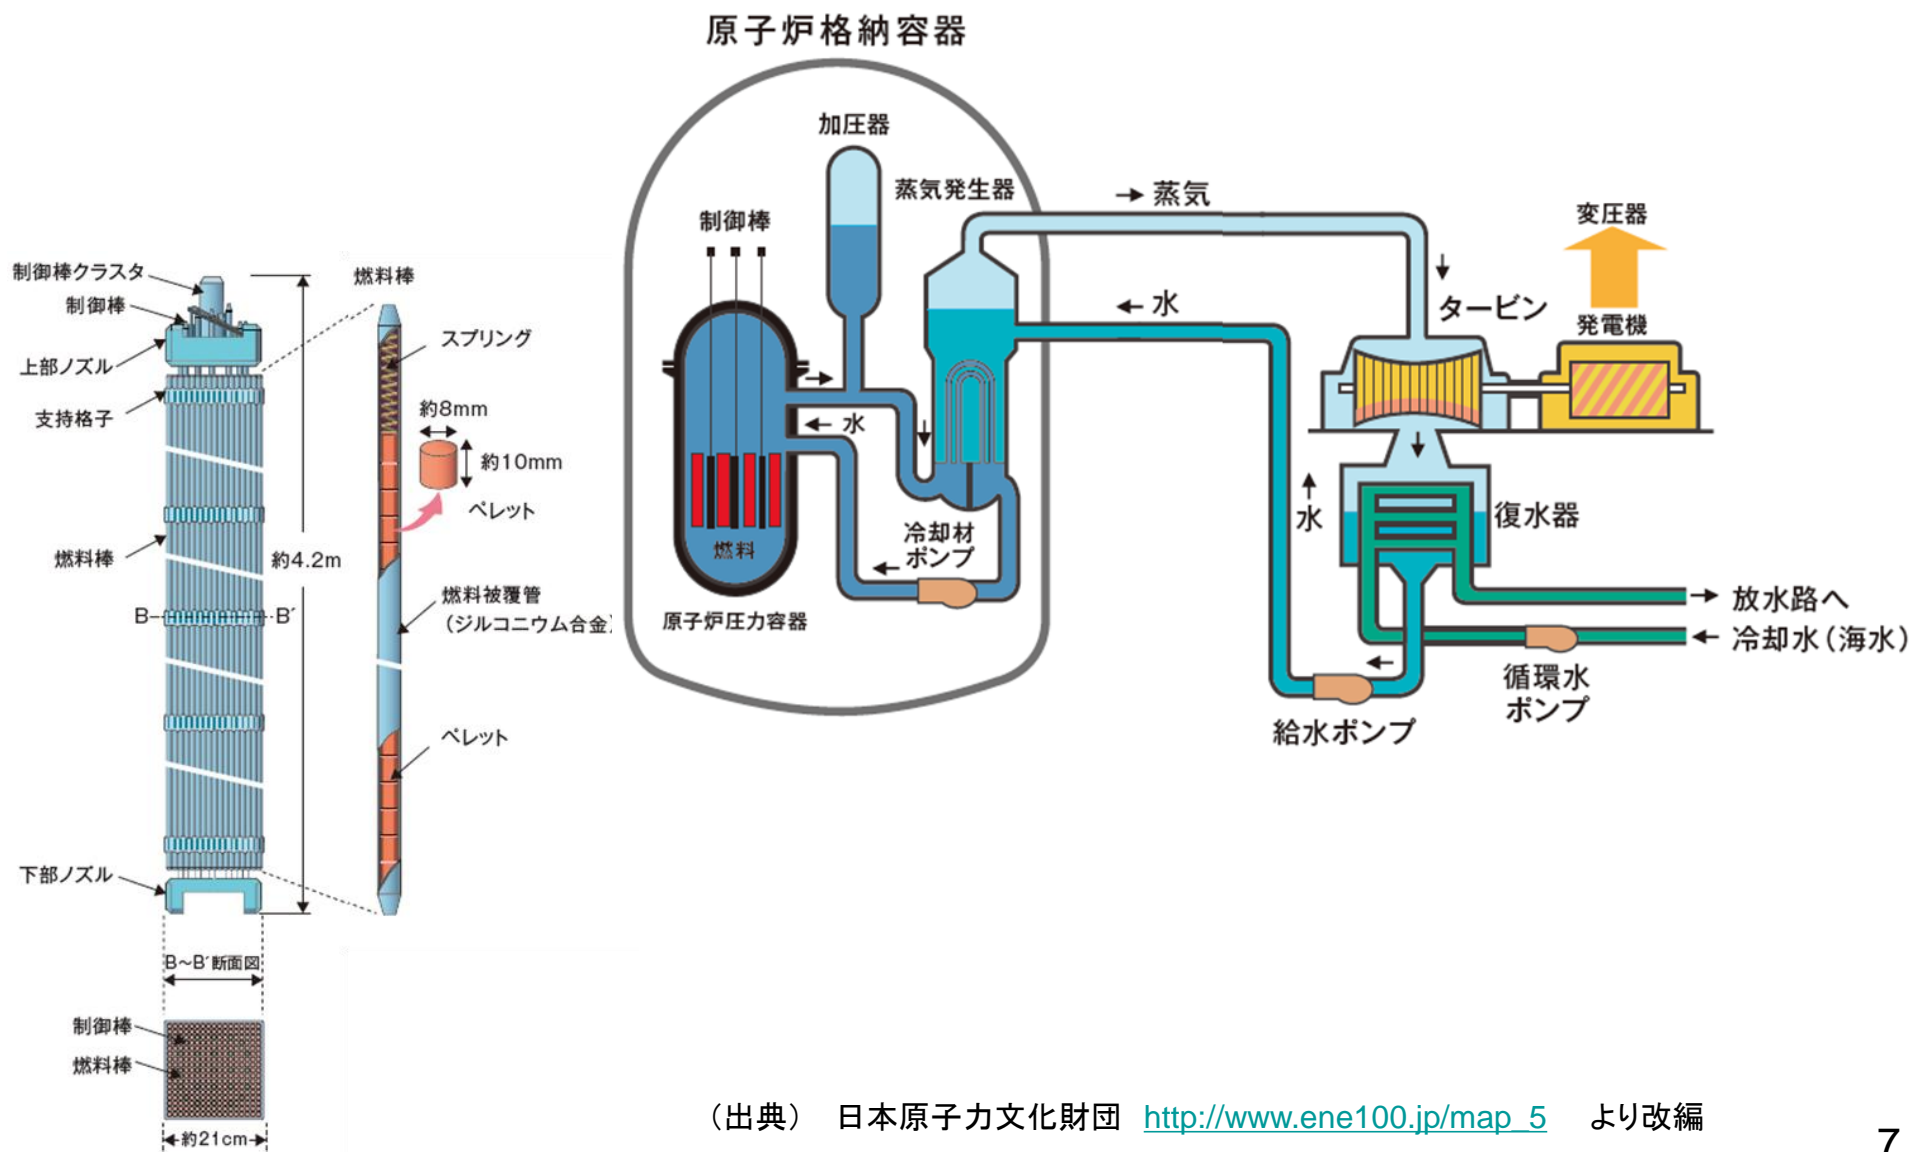 原子炉格納容器
加圧器
蒸気発生器
制御棒
→ 蒸気
← 水
変圧器
発電機
タービン
水
燃料
原子炉圧力容器
冷却材
ポンプ
水
復水器
放水路へ
冷却水(海水)
循環水
ポンプ
給水ポンプ
制御棒クラスタ
制御棒
上部ノズル
支持格子
燃料棒
約4.2m
B
B´
下部ノズル
B~B´断面図
制御棒
燃料棒
約21cm
燃料棒
スプリング
約8mm
約10mm
ペレット
燃料被覆管
(ジルコニウム合金)
ペレット
(出典) 日本原子力文化財団 http://www.ene100.jp/map_5 より改編
7